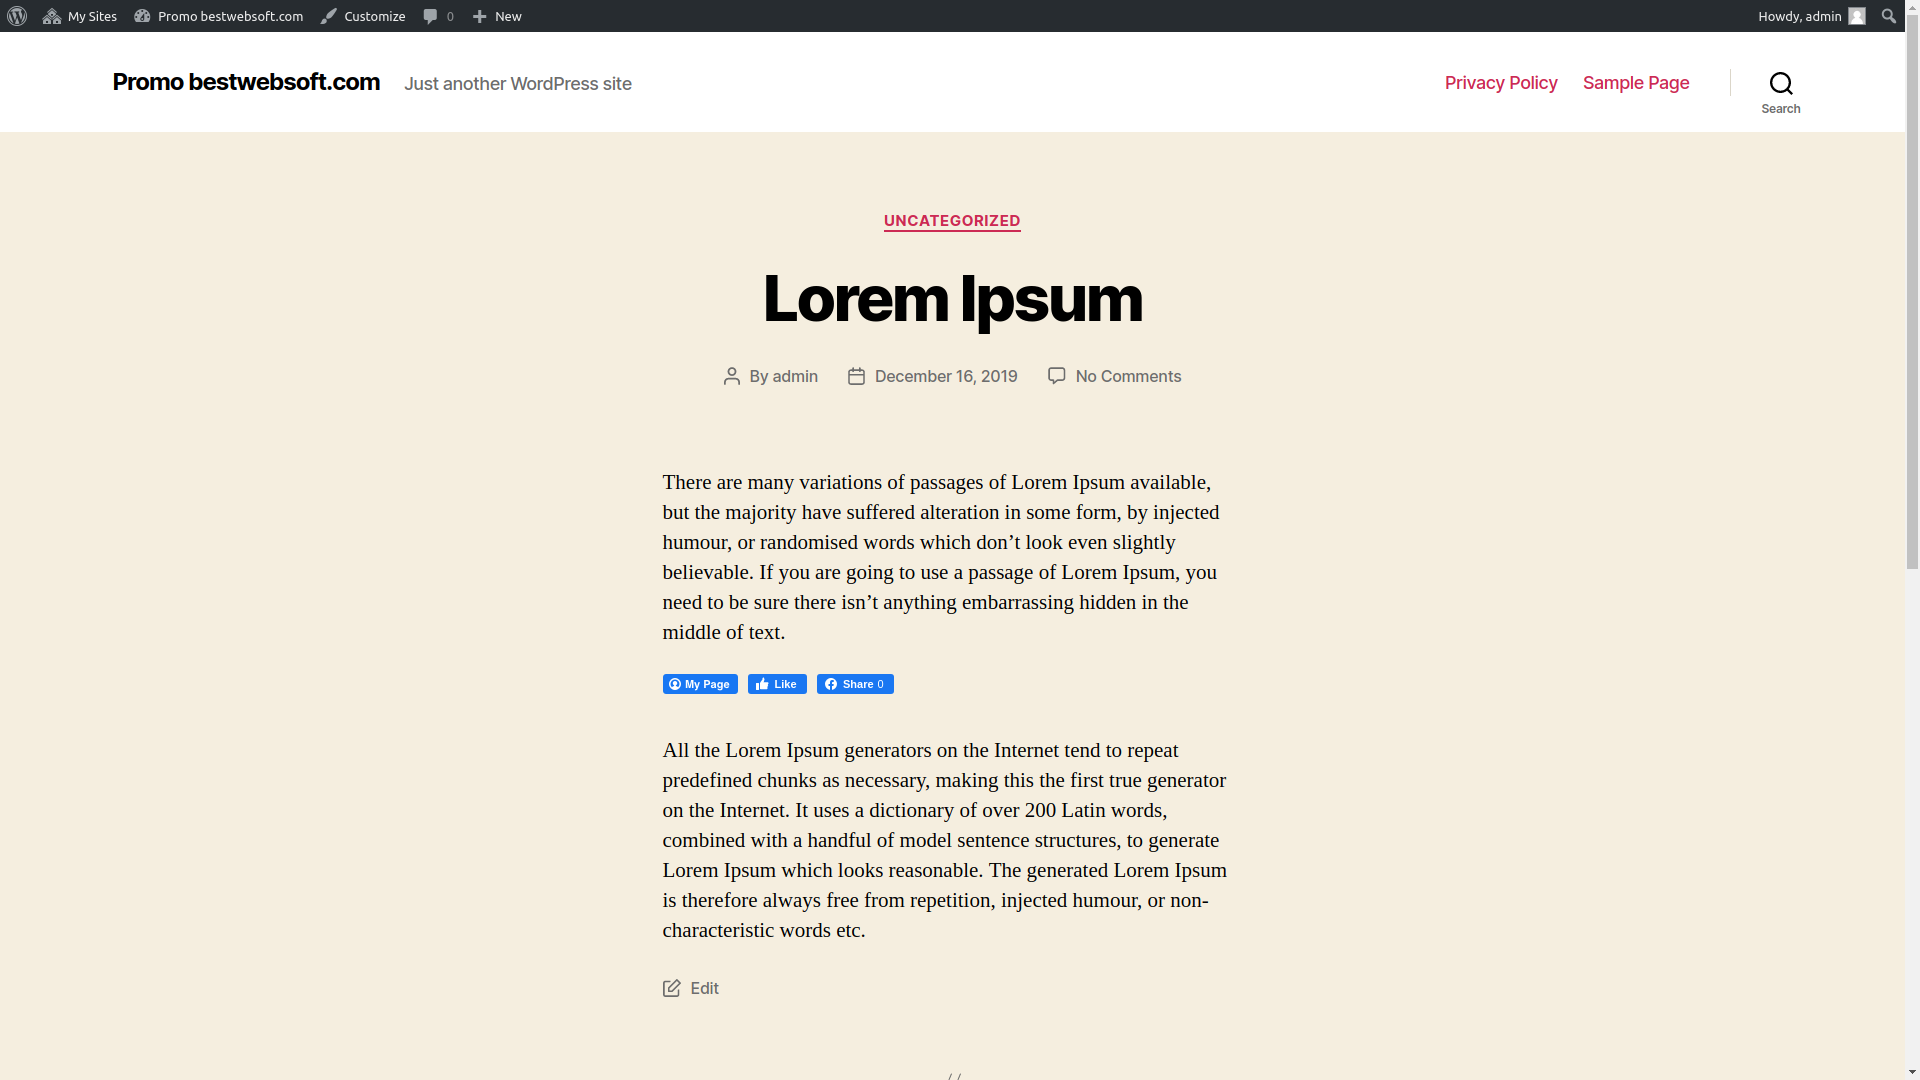 My Sites Promo bestwebsoft.com Customize 0 New Howdy, admin
Promo bestwebsoft.com Just another WordPress site Privacy Policy Sample Page Search
UNCATEGORIZED
Lorem Ipsum
By admin December 16, 2019 No Comments
There are many variations of passages of Lorem Ipsum available,
but the majority have suffered alteration in some form, by injected
humour, or randomised words which don’t look even slightly
believable. If you are going to use a passage of Lorem Ipsum, you
need to be sure there isn’t anything embarrassing hidden in the
middle of text.
My Page Like Share 0
All the Lorem Ipsum generators on the Internet tend to repeat
predefined chunks as necessary, making this the first true generator
on the Internet. It uses a dictionary of over 200 Latin words,
combined with a handful of model sentence structures, to generate
Lorem Ipsum which looks reasonable. The generated Lorem Ipsum
is therefore always free from repetition, injected humour, or non-
characteristic words etc.
Edit
//